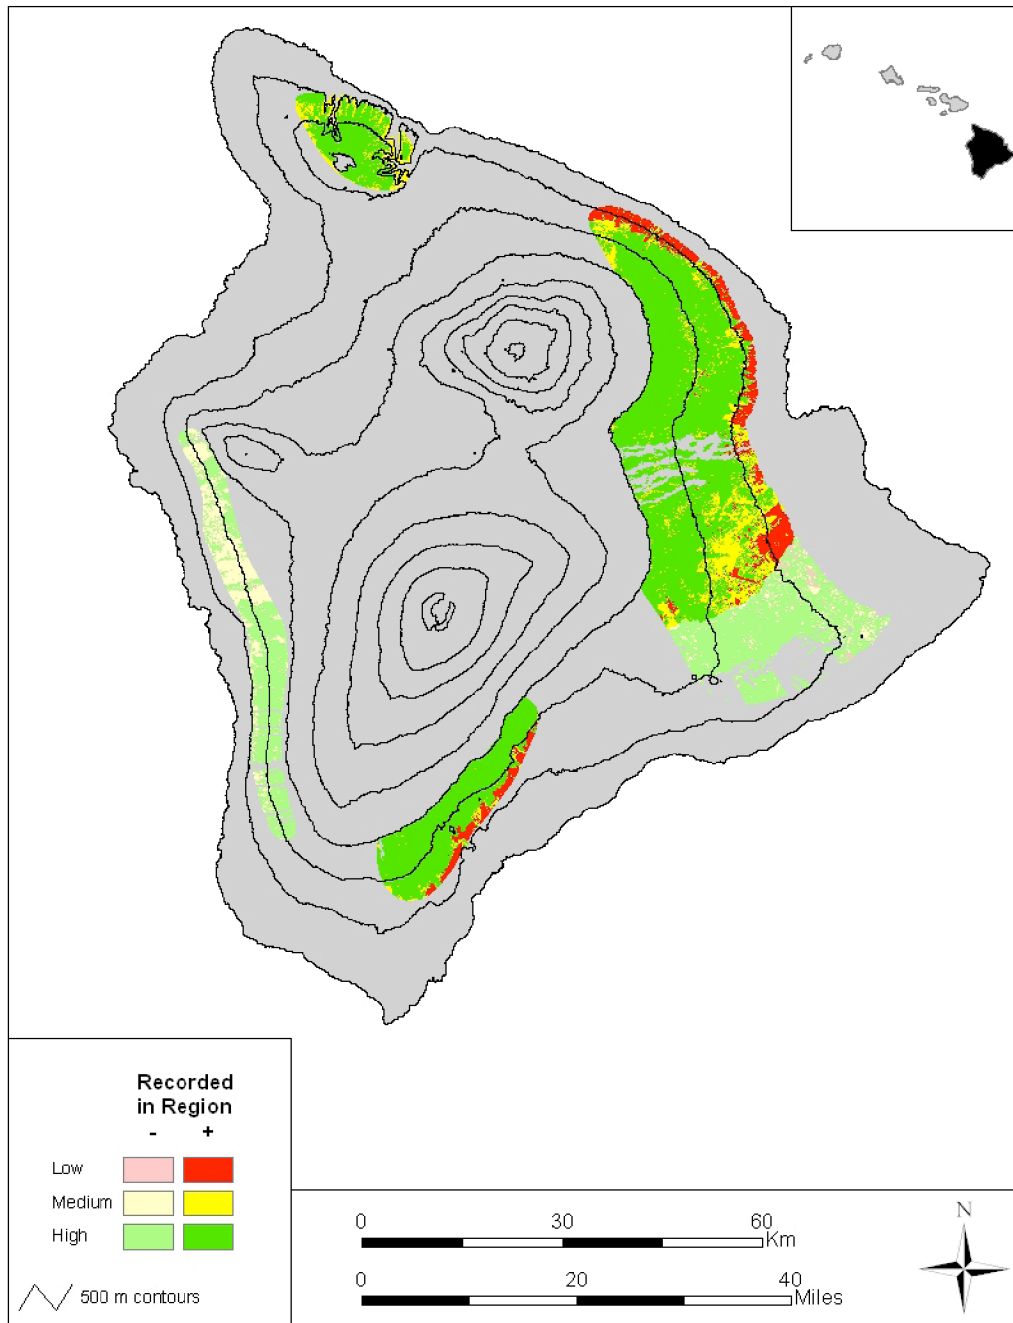 Recorded
in Region
- +
Low
Medium
High
500 m contours
0 30 60
Km
0 20 40
Miles
N